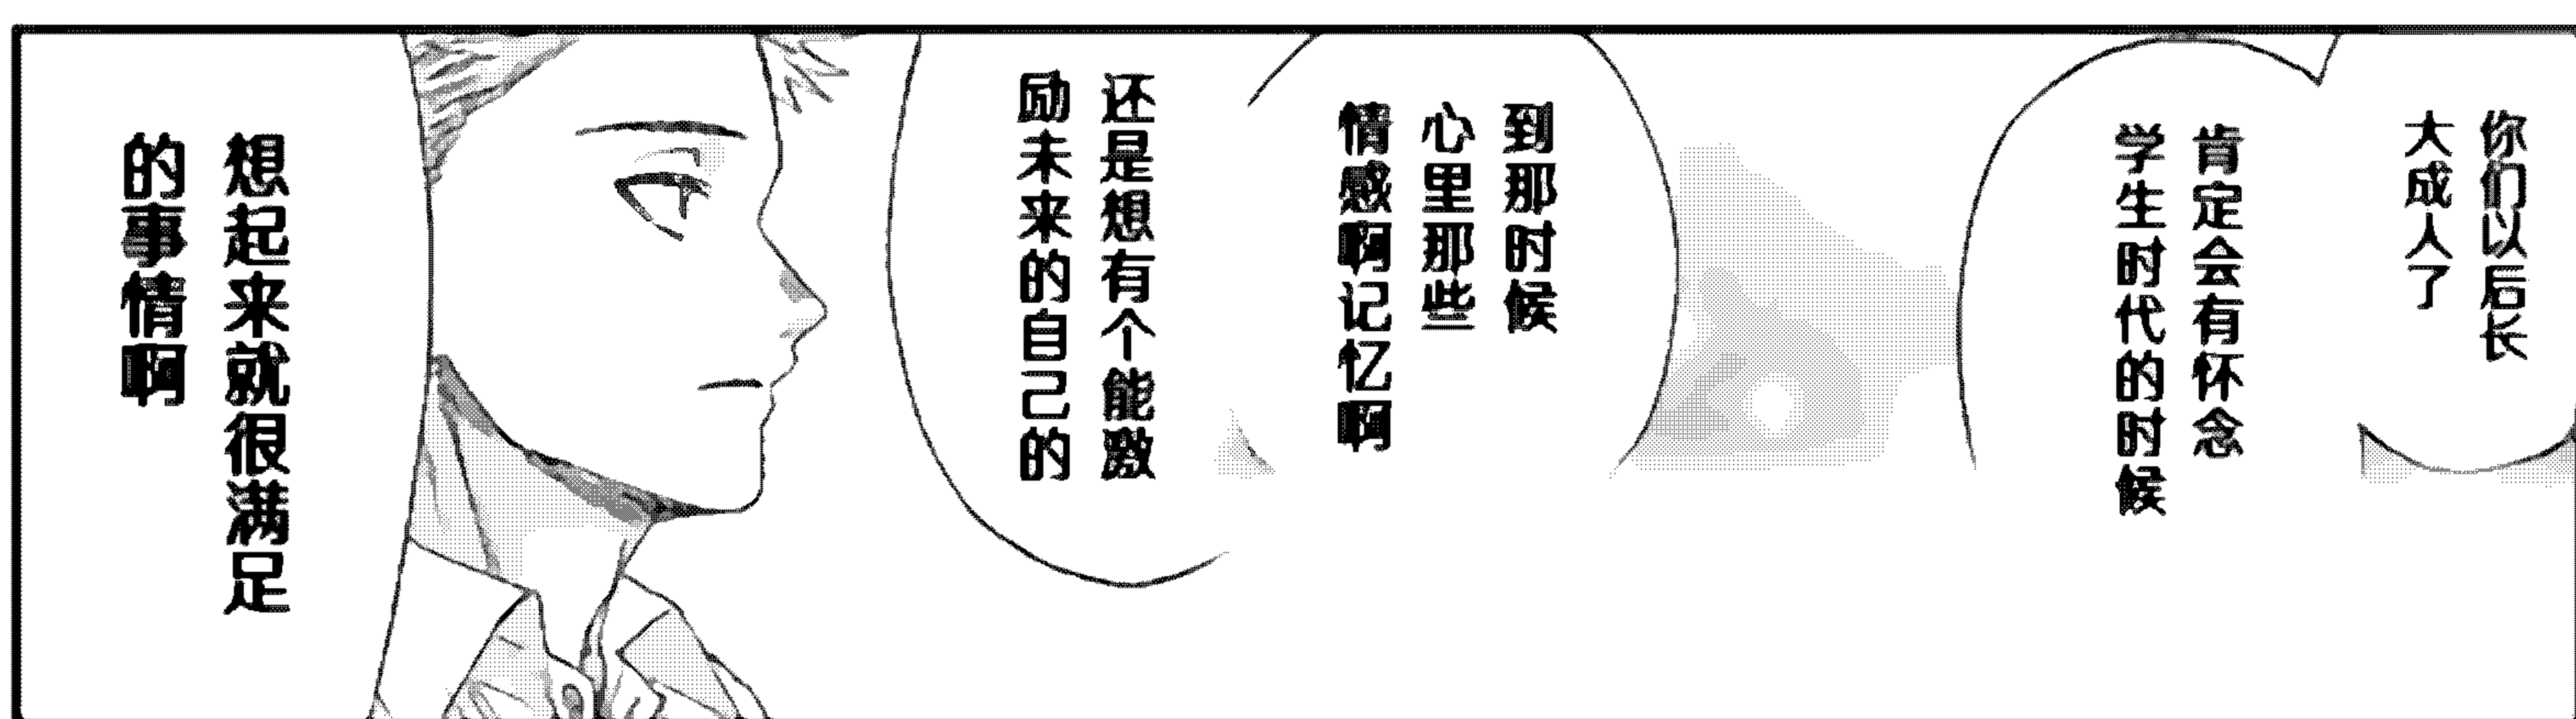 你们以后长
大成人了
肯定会有怀念
学生时代的时候
到那时候
心里那些
情感啊记忆啊
还是想有个能激
励未来的自己的
想起来就很满足
的事情啊